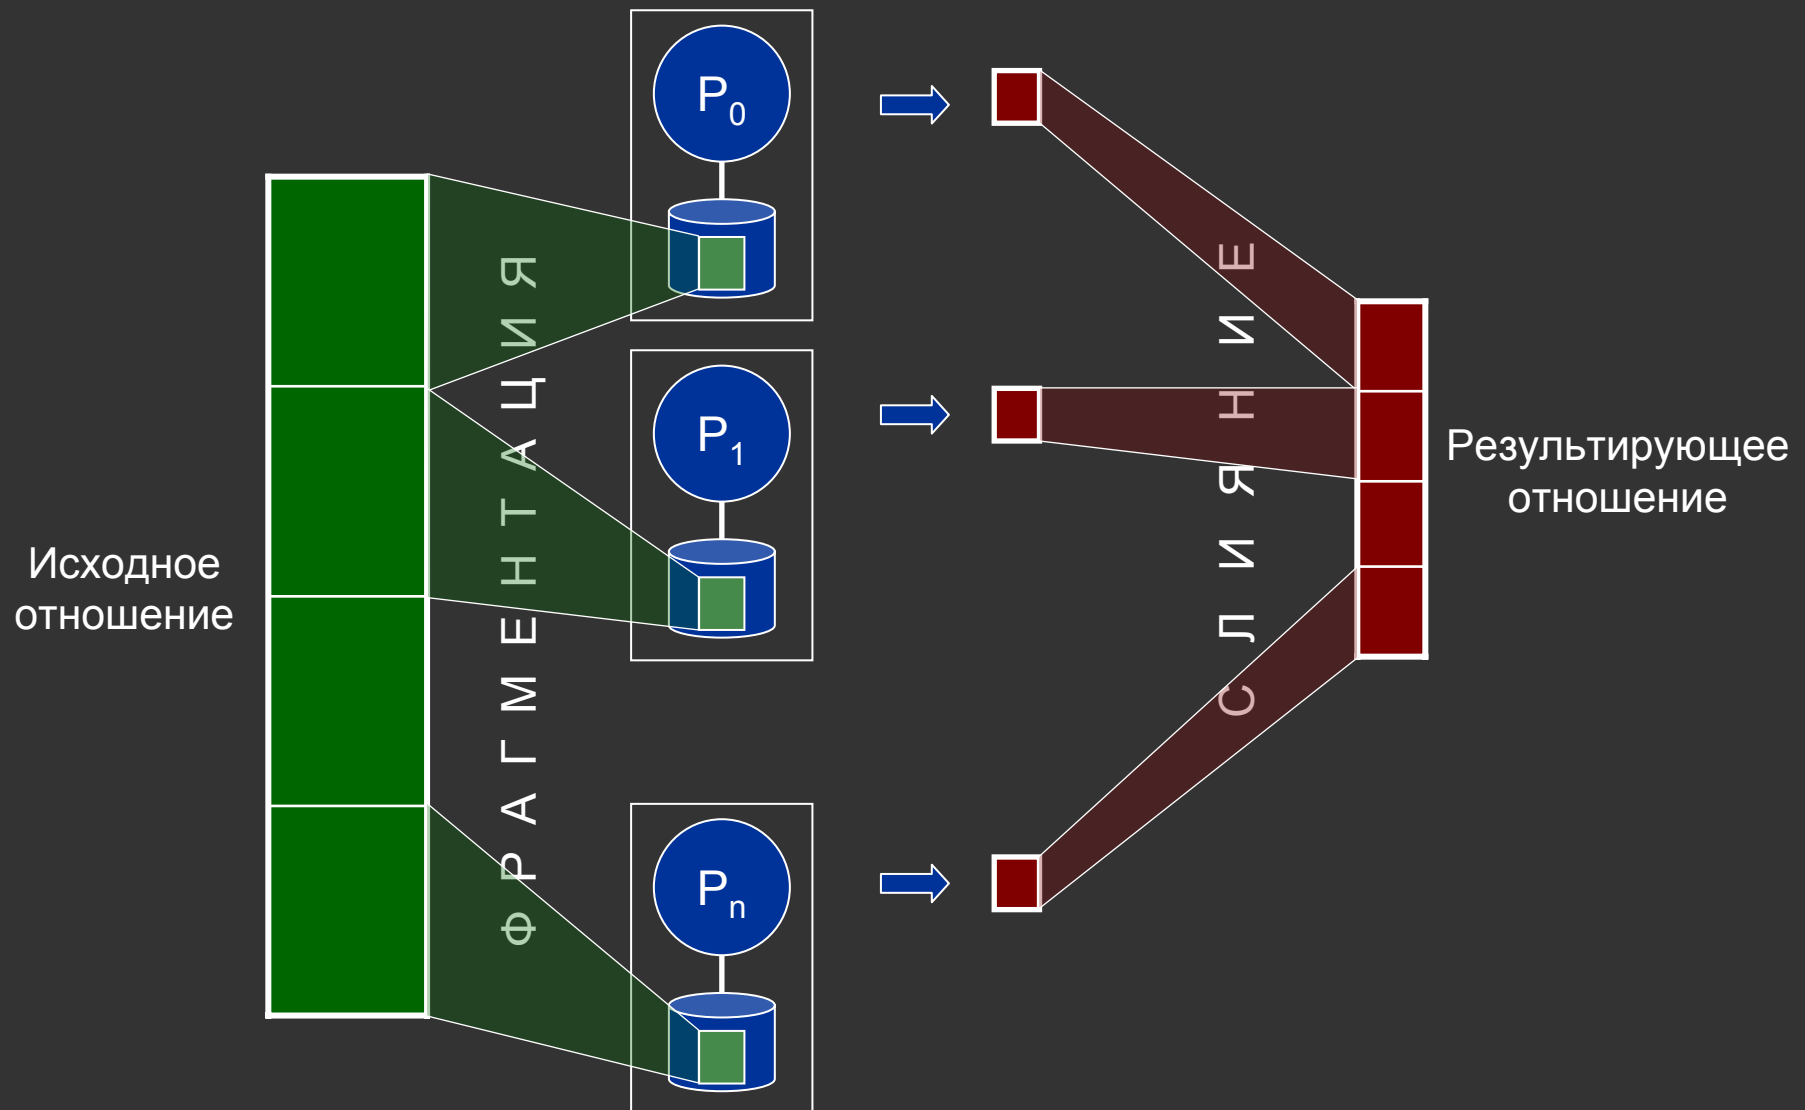 Исходное
отношение
ФРАГМЕНТАЦИЯ
P0
P1
Pn
СЛИЯНИЕ
Результирующее
отношение